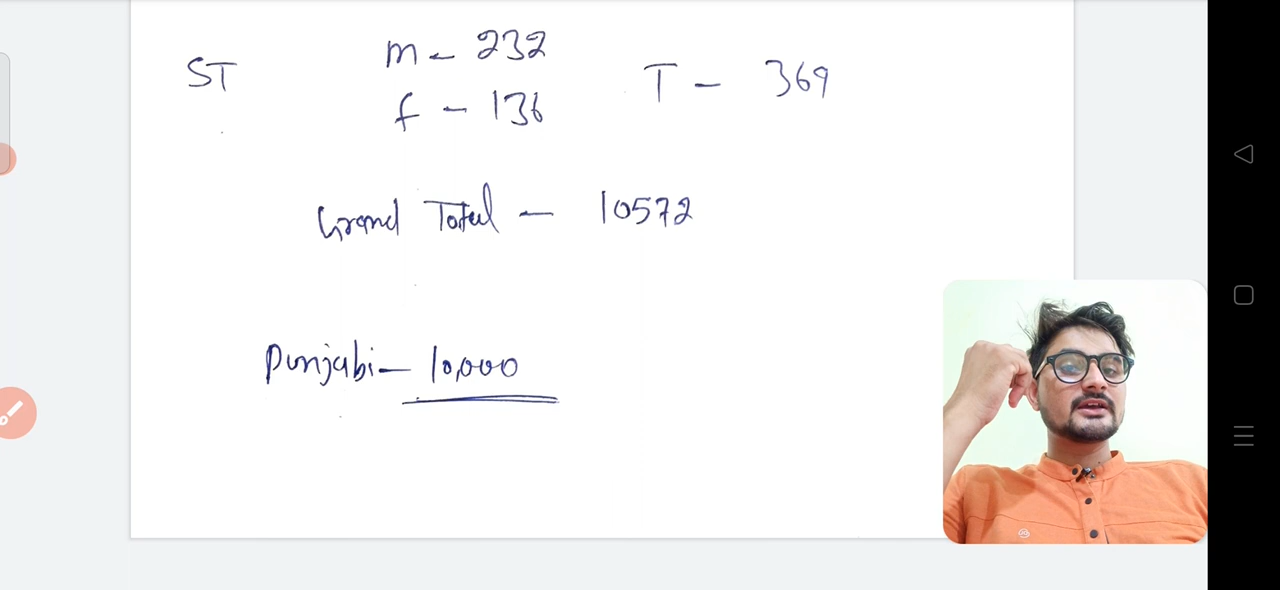 ST
m - 232
f - 136
T - 369
Grand Total - 10572
Punjabi - 10,000